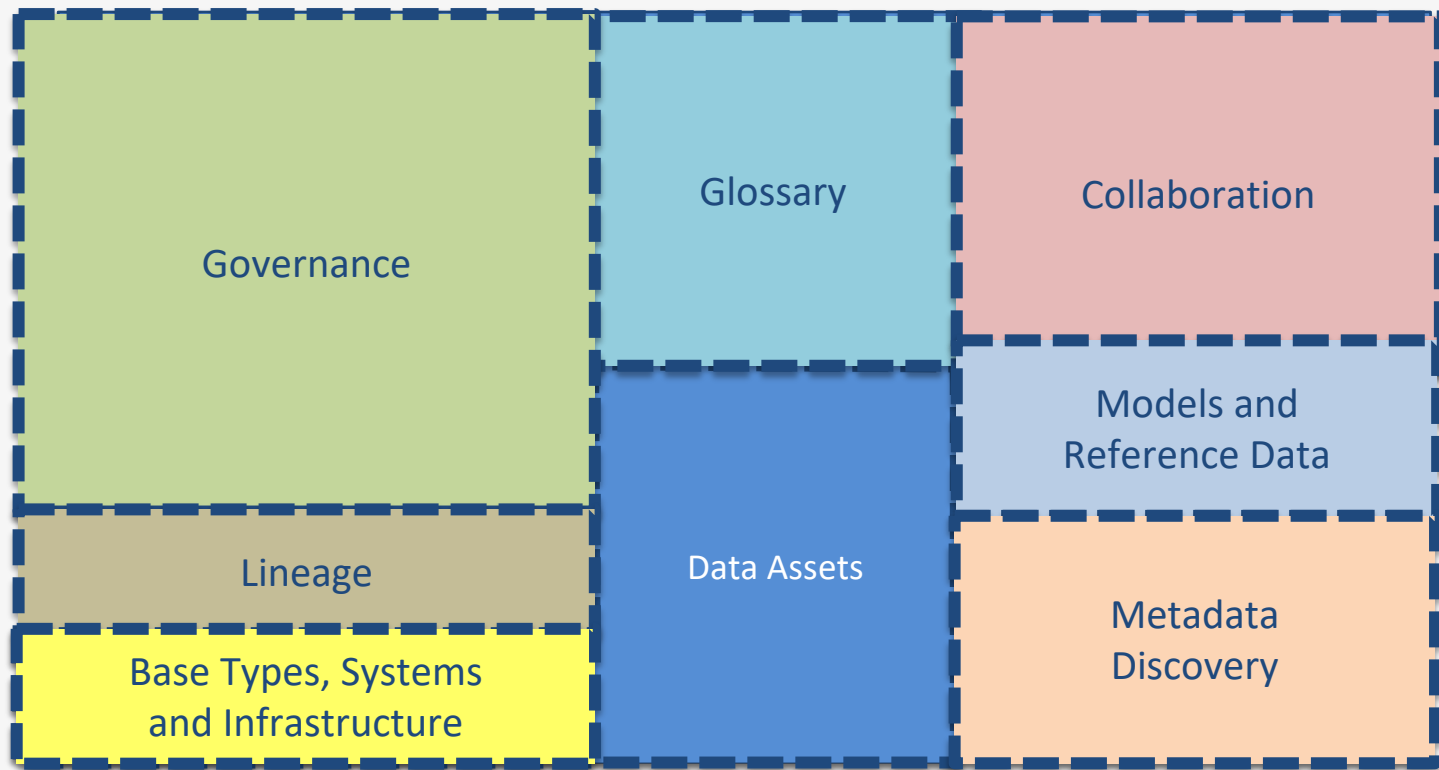 Governance
Glossary
Collaboration
Models and
Reference Data
Lineage
Data Assets
Metadata
Discovery
Base Types, Systems
and Infrastructure